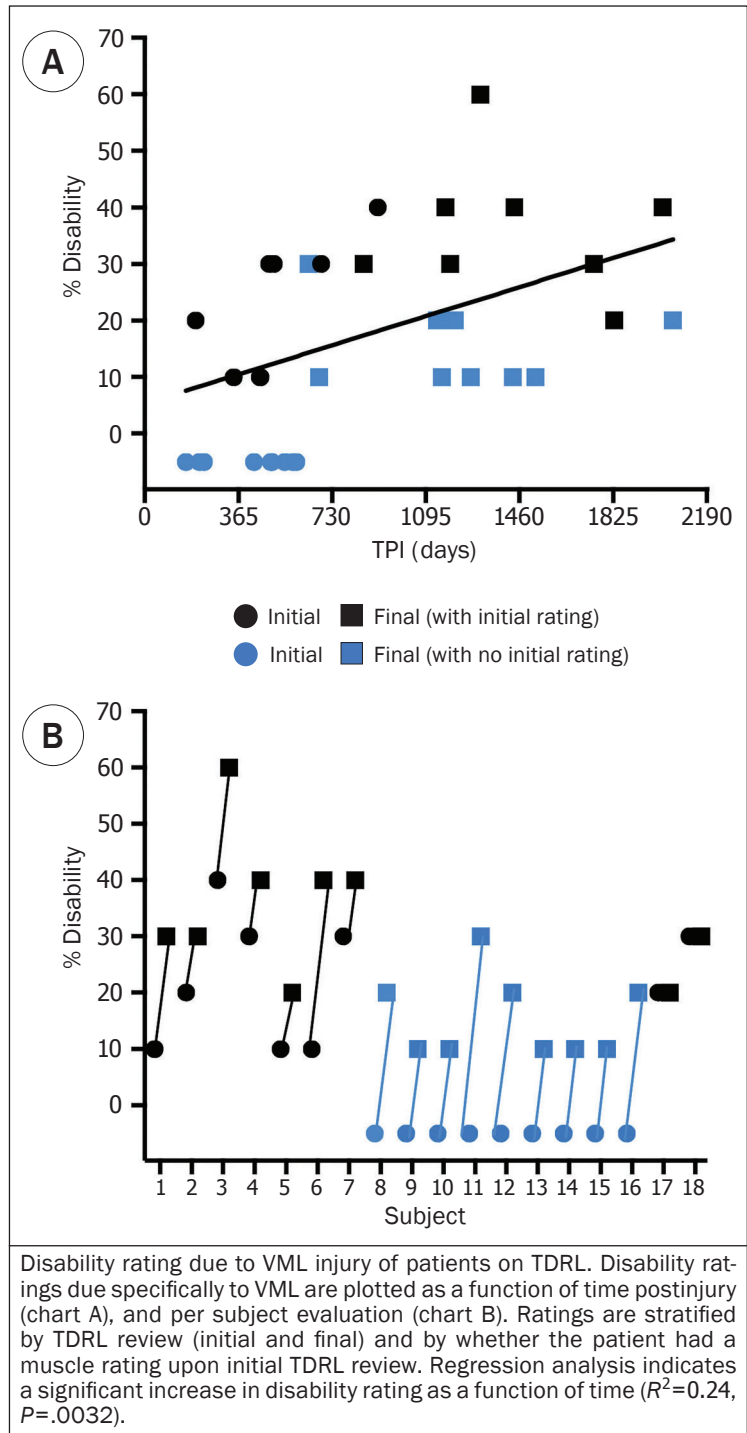 A
70
60
50
40
30
20
10
0
% Disability
0 365 730 1095 1460 1825 2190
TPI (days)
Initial Final (with initial rating)
Initial Final (with no initial rating)
B
70
60
50
40
30
20
10
0
% Disability
1 2 3 4 5 6 7 8 9 10 11 12 13 14 15 16 17 18
Subject
Disability rating due to VML injury of patients on TDRL. Disability rat-
ings due specifically to VML are plotted as a function of time postinjury
(chart A), and per subject evaluation (chart B). Ratings are stratified
by TDRL review (initial and final) and by whether the patient had a
muscle rating upon initial TDRL review. Regression analysis indicates
a significant increase in disability rating as a function of time (R²=0.24,
P=.0032).